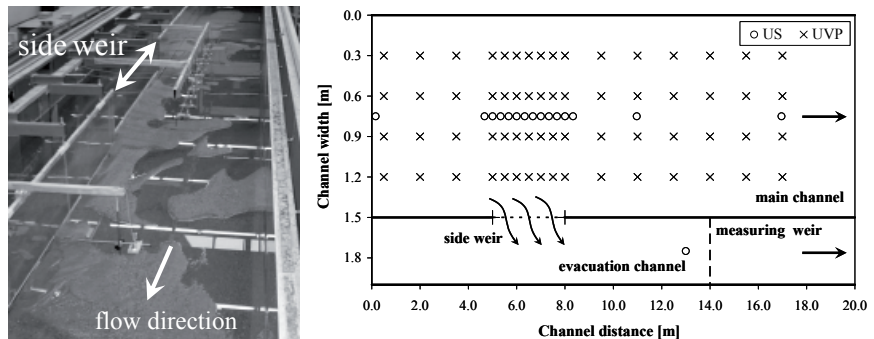 side weir
flow direction
US UVP
Channel width [m]
0.0
0.3
0.6
0.9
1.2
1.5
1.8
main channel
side weir
measuring weir
evacuation channel
0.0 2.0 4.0 6.0 8.0 10.0 12.0 14.0 16.0 18.0 20.0
Channel distance [m]